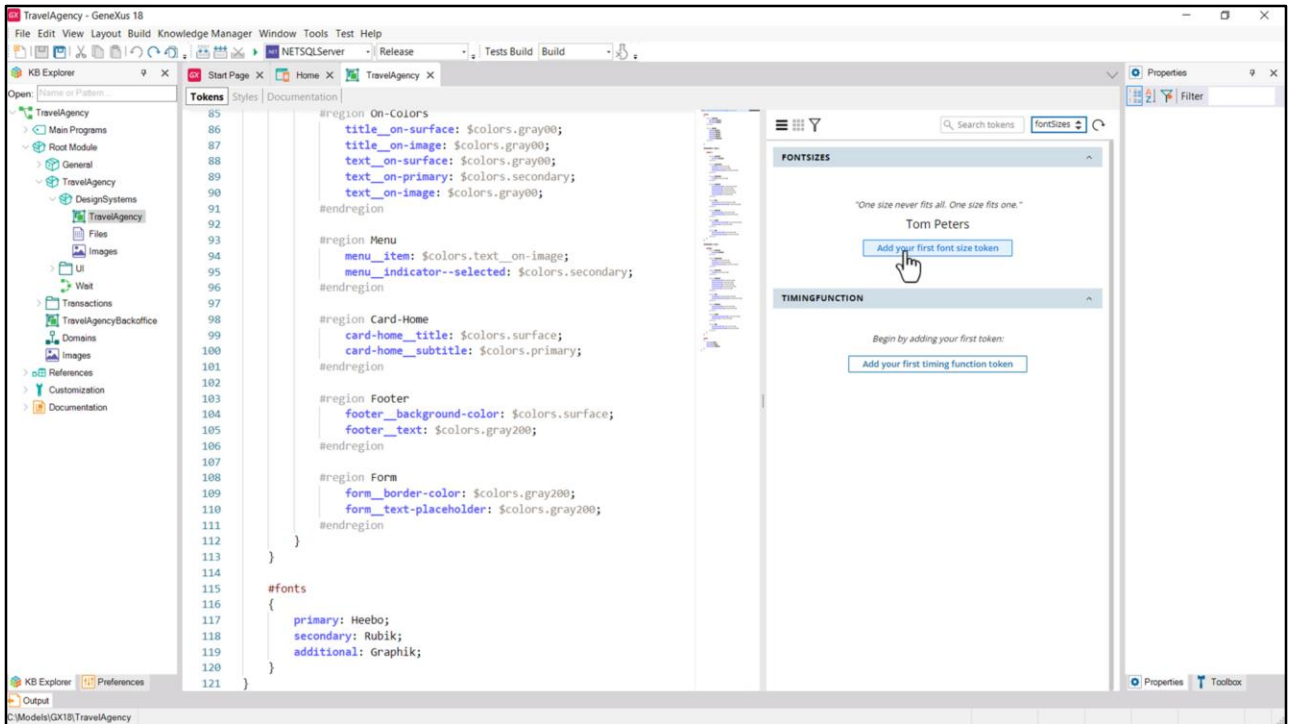 GX TravelAgency - GeneXus 18
File Edit View Layout Build Knowledge Manager Window Tools Test Help
NETSQLServer Release Tests Build Build
KB Explorer
Open: Name or Pattern...
TravelAgency
Main Programs
Root Module
General
TravelAgency
DesignSystems
TravelAgency
Files
Images
UI
Wait
Transactions
TravelAgencyBackoffice
Domains
Images
References
Customization
Documentation
KB Explorer Preferences
GX Start Page Home TravelAgency
Tokens Styles Documentation
85 #region On-Colors
86 title__on-surface: $colors.gray00;
87 title__on-image: $colors.gray00;
88 text__on-surface: $colors.gray00;
89 text__on-primary: $colors.secondary;
90 text__on-image: $colors.gray00;
91 #endregion
92
93 #region Menu
94 menu__item: $colors.text__on-image;
95 menu__indicator--selected: $colors.secondary;
96 #endregion
97
98 #region Card-Home
99 card-home__title: $colors.surface;
100 card-home__subtitle: $colors.primary;
101 #endregion
102
103 #region Footer
104 footer__background-color: $colors.surface;
105 footer__text: $colors.gray200;
106 #endregion
107
108 #region Form
109 form__border-color: $colors.gray200;
110 form__text-placeholder: $colors.gray200;
111 #endregion
112 }
113 }
114
115 #fonts
116 {
117 primary: Heebo;
118 secondary: Rubik;
119 additional: Graphik;
120 }
121 }
Search tokens fontSizes
FONTSIZES
"One size never fits all. One size fits one."
Tom Peters
Add your first font size token
TIMINGFUNCTION
Begin by adding your first token:
Add your first timing function token
Properties
Filter
Properties Toolbox
Output
C:\Models\GX18\TravelAgency